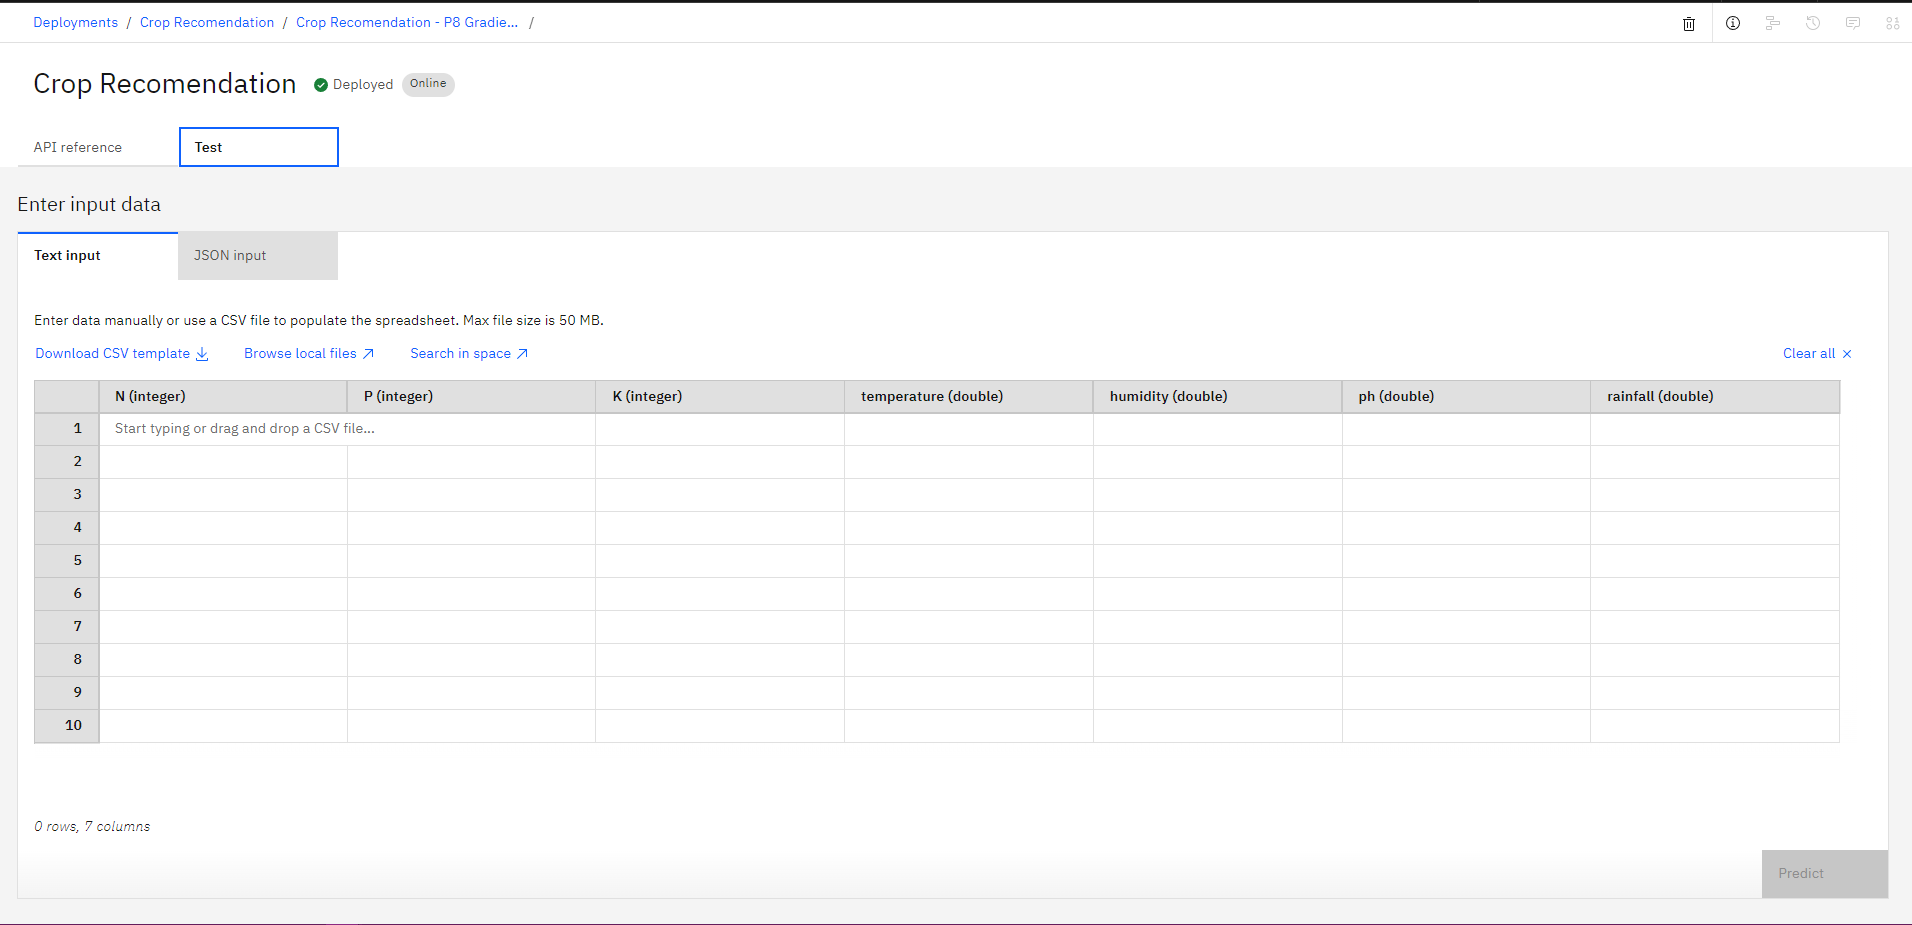 Deployments / Crop Recomendation / Crop Recomendation - P8 Gradie... /
Crop Recomendation Deployed Online
API reference Test
Enter input data
Text input JSON input
Enter data manually or use a CSV file to populate the spreadsheet. Max file size is 50 MB.
Download CSV template Browse local files Search in space Clear all
N (integer) P (integer) K (integer) temperature (double) humidity (double) ph (double) rainfall (double)
1 Start typing or drag and drop a CSV file...
2
3
4
5
6
7
8
9
10
0 rows, 7 columns
Predict